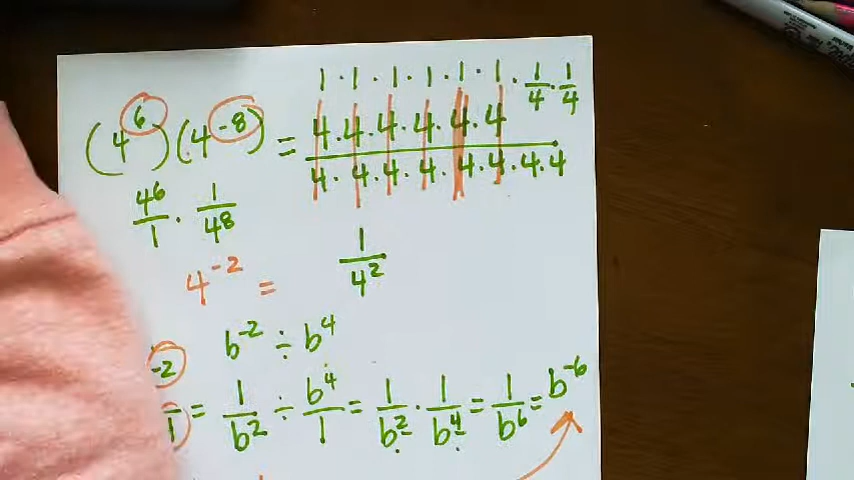 1 · 1 · 1 · 1 · 1 · 1 · 1/4 · 1/4
(4^6)(4^-8) = 4 · 4 · 4 · 4 · 4 · 4 / 4 · 4 · 4 · 4 · 4 · 4 · 4 · 4
4^6/1 · 1/4^8
4^-2 = 1/4^2
-2 b^-2 ÷ b^4
1 = 1/b^2 ÷ b^4/1 = 1/b^2 · 1/b^4 = 1/b^6 = b^-6